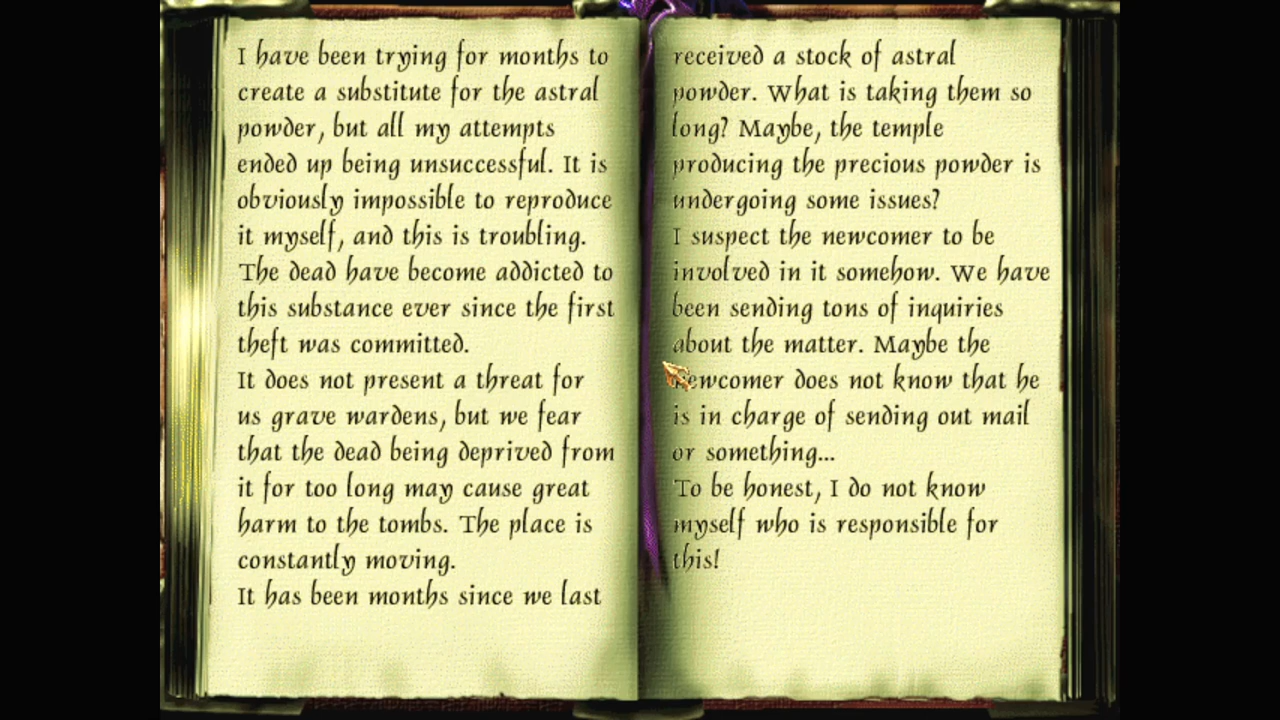 I have been trying for months to
create a substitute for the astral
powder, but all my attempts
ended up being unsuccessful. It is
obviously impossible to reproduce
it myself, and this is troubling.
The dead have become addicted to
this substance ever since the first
theft was committed.
It does not present a threat for
us grave wardens, but we fear
that the dead being deprived from
it for too long may cause great
harm to the tombs. The place is
constantly moving.
It has been months since we last
received a stock of astral
powder. What is taking them so
long? Maybe, the temple
producing the precious powder is
undergoing some issues?
I suspect the newcomer to be
involved in it somehow. We have
been sending tons of inquiries
about the matter. Maybe the
newcomer does not know that he
is in charge of sending out mail
or something...
To be honest, I do not know
myself who is responsible for
this!